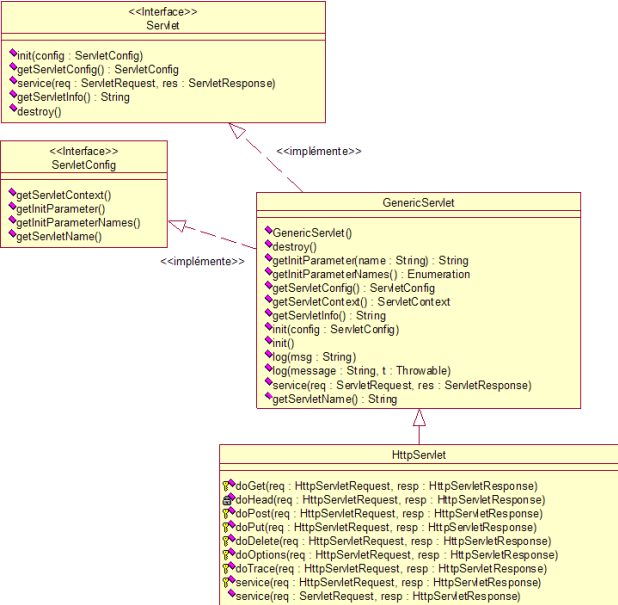 <<Interface>>
Servlet
init(config : ServletConfig)
getServletConfig() : ServletConfig
service(req : ServletRequest, res : ServletResponse)
getServletInfo() : String
destroy()
<<implémente>>
<<Interface>>
ServletConfig
getServletContext()
getInitParameter()
getInitParameterNames()
getServletName()
<<implémente>>
GenericServlet
GenericServlet()
destroy()
getInitParameter(name : String) : String
getInitParameterNames() : Enumeration
getServletConfig() : ServletConfig
getServletContext() : ServletContext
getServletInfo() : String
init(config : ServletConfig)
init()
log(msg : String)
log(message : String, t : Throwable)
service(req : ServletRequest, res : ServletResponse)
getServletName() : String
HttpServlet
doGet(req : HttpServletRequest, resp : HttpServletResponse)
doHead(req : HttpServletRequest, resp : HttpServletResponse)
doPost(req : HttpServletRequest, resp : HttpServletResponse)
doPut(req : HttpServletRequest, resp : HttpServletResponse)
doDelete(req : HttpServletRequest, resp : HttpServletResponse)
doOptions(req : HttpServletRequest, resp : HttpServletResponse)
doTrace(req : HttpServletRequest, resp : HttpServletResponse)
service(req : HttpServletRequest, resp : HttpServletResponse)
service(req : ServletRequest, resp : HttpServletResponse)